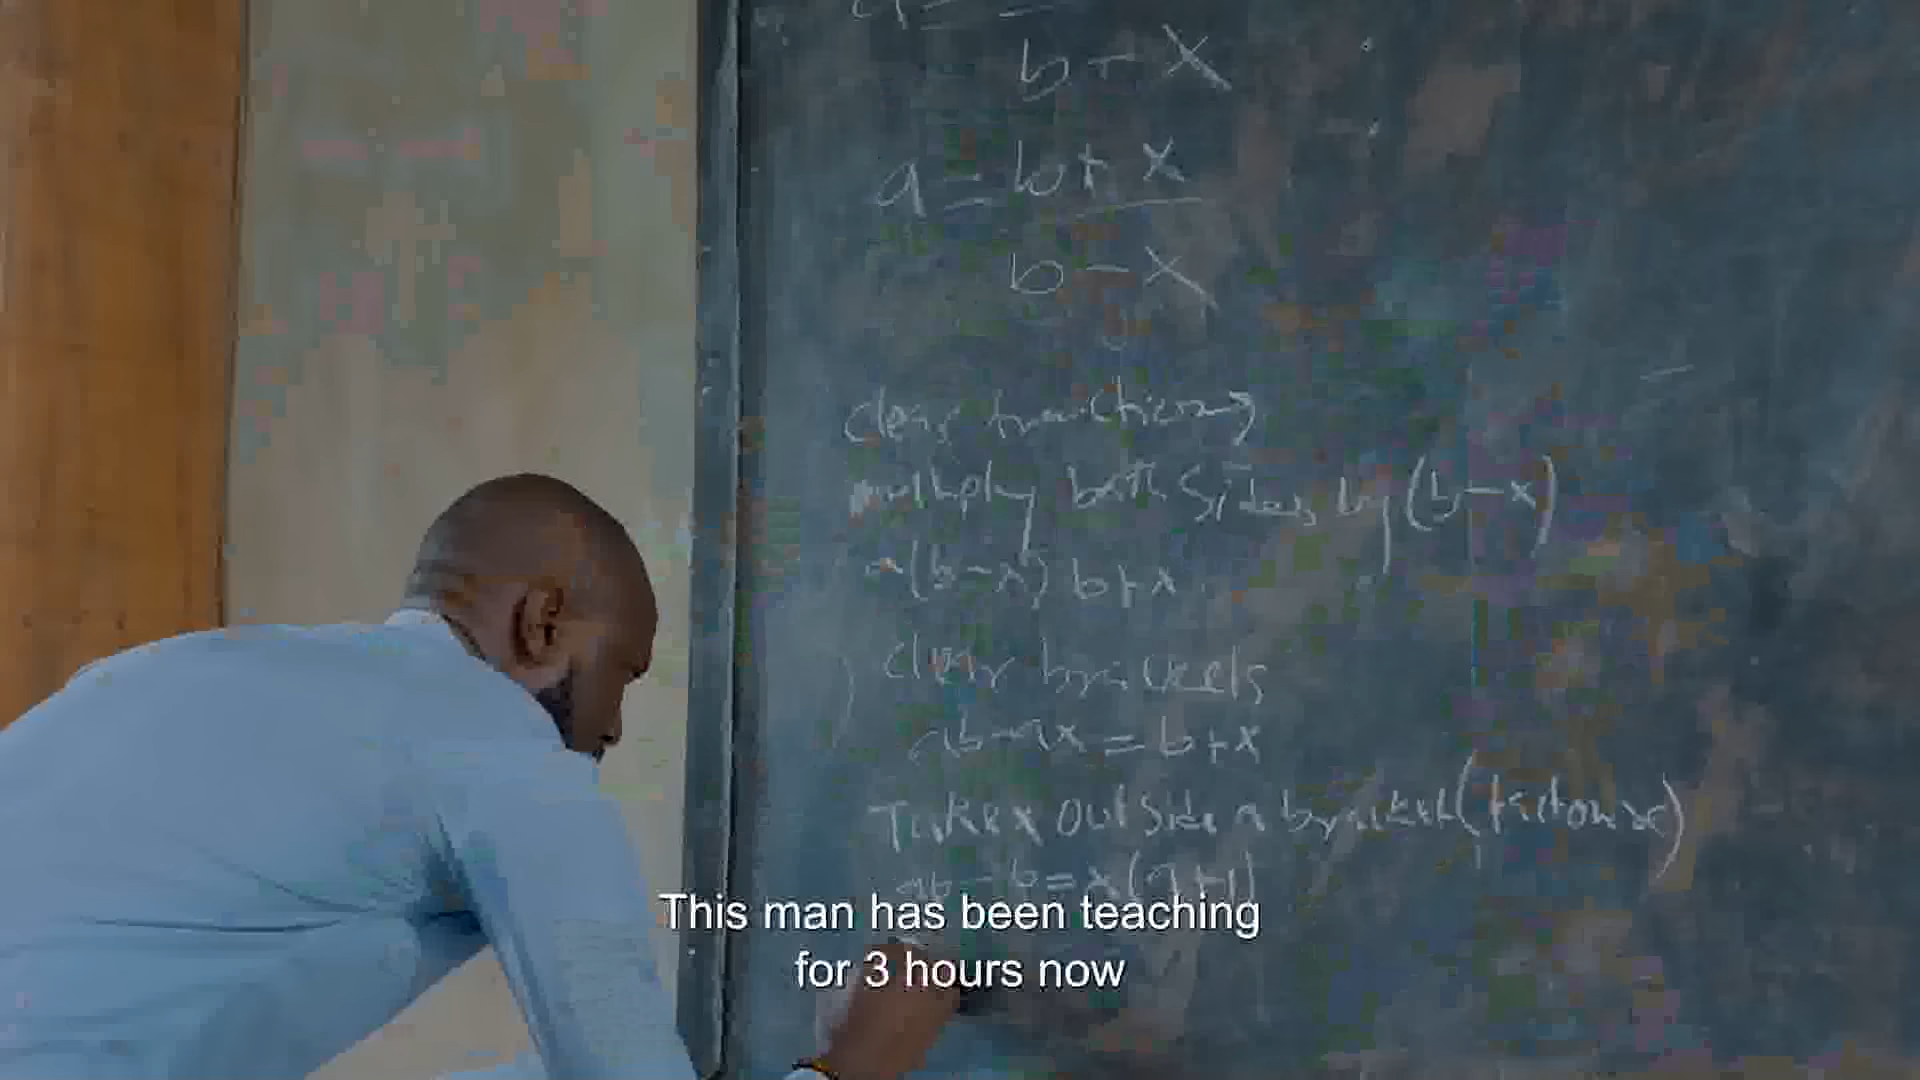 b + x
a = b + x
b - x
clear fractions
multiply both sides by (b - x)
a(b - x) b + x
clear brackets
ab - ax = b + x
Take x outside a bracket (factorize)
ab - b = x(a + 1)
This man has been teaching
for 3 hours now